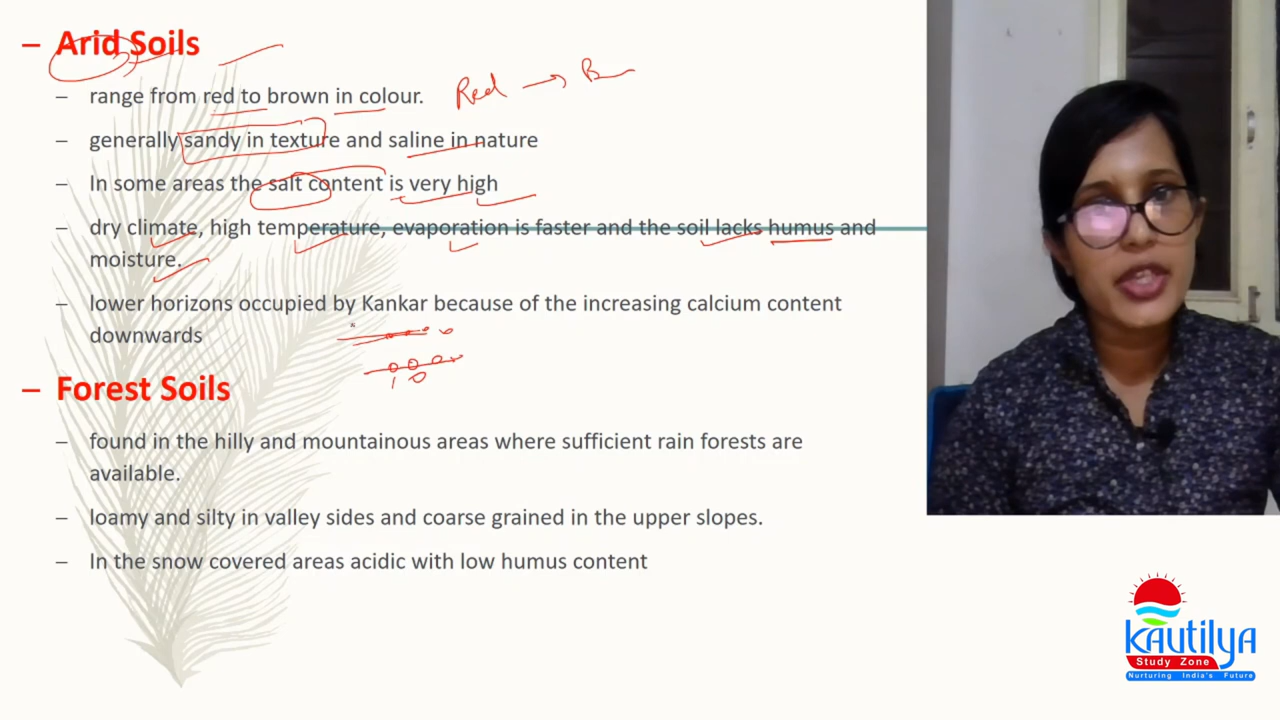 – Arid Soils
– range from red to brown in colour.
Red → B
– generally sandy in texture and saline in nature
– In some areas the salt content is very high
– dry climate, high temperature, evaporation is faster and the soil lacks humus and
moisture.
– lower horizons occupied by Kankar because of the increasing calcium content
downwards
– Forest Soils
– found in the hilly and mountainous areas where sufficient rain forests are
available.
– loamy and silty in valley sides and coarse grained in the upper slopes.
– In the snow covered areas acidic with low humus content
Kautilya
Study Zone
Nurturing India's Future